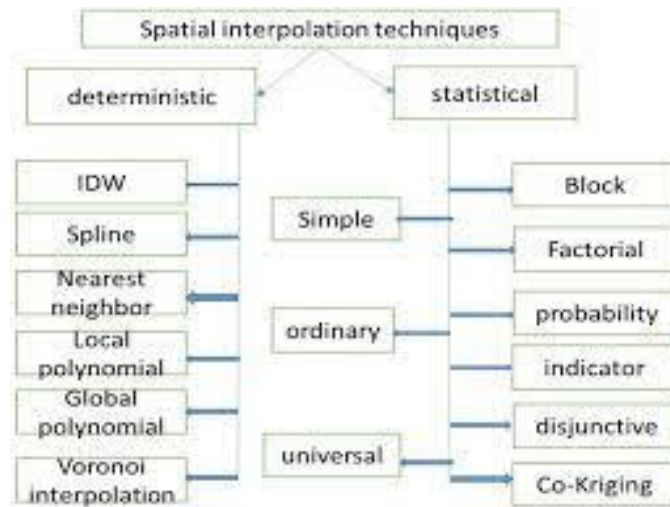 Spatial interpolation techniques
deterministic
statistical
IDW
Spline
Nearest
neighbor
Local
polynomial
Global
polynomial
Voronoi
interpolation
Simple
ordinary
universal
Block
Factorial
probability
indicator
disjunctive
Co-Kriging